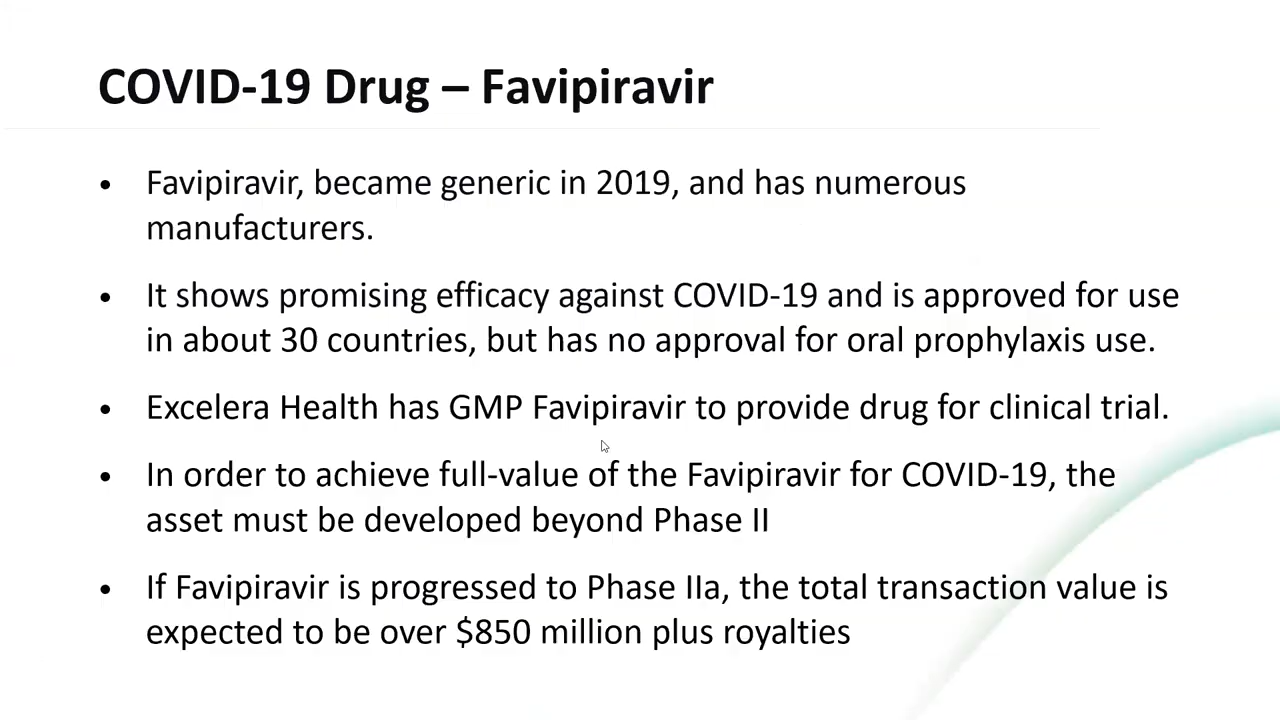 COVID-19 Drug – Favipiravir
• Favipiravir, became generic in 2019, and has numerous
manufacturers.
• It shows promising efficacy against COVID-19 and is approved for use
in about 30 countries, but has no approval for oral prophylaxis use.
• Excelera Health has GMP Favipiravir to provide drug for clinical trial.
• In order to achieve full-value of the Favipiravir for COVID-19, the
asset must be developed beyond Phase II
• If Favipiravir is progressed to Phase IIa, the total transaction value is
expected to be over $850 million plus royalties